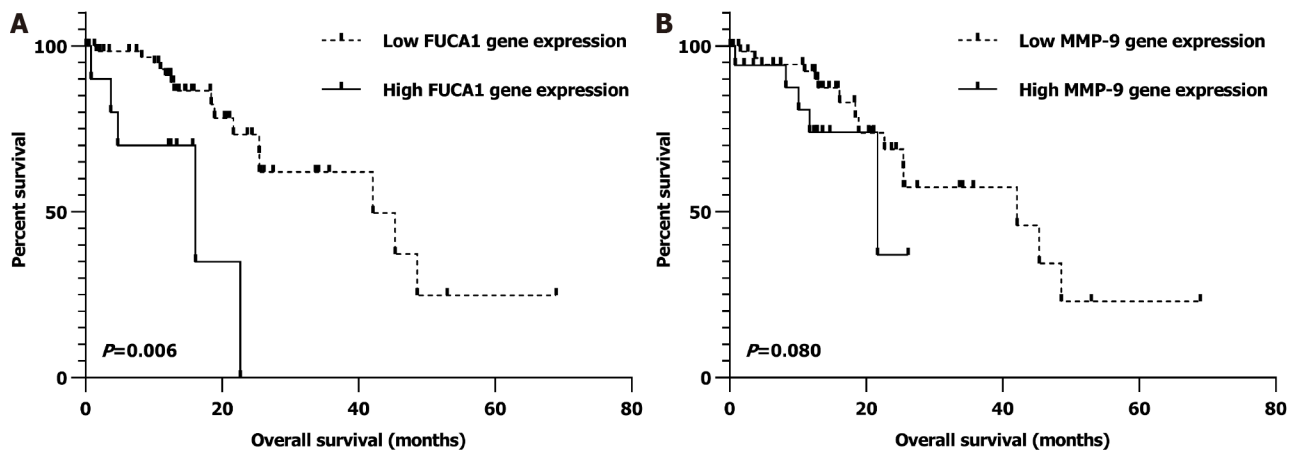 A
Low FUCA1 gene expression
High FUCA1 gene expression
100
50
0
Percent survival
P=0.006
0 20 40 60 80
Overall survival (months)
B
Low MMP-9 gene expression
High MMP-9 gene expression
100
50
0
Percent survival
P=0.080
0 20 40 60 80
Overall survival (months)